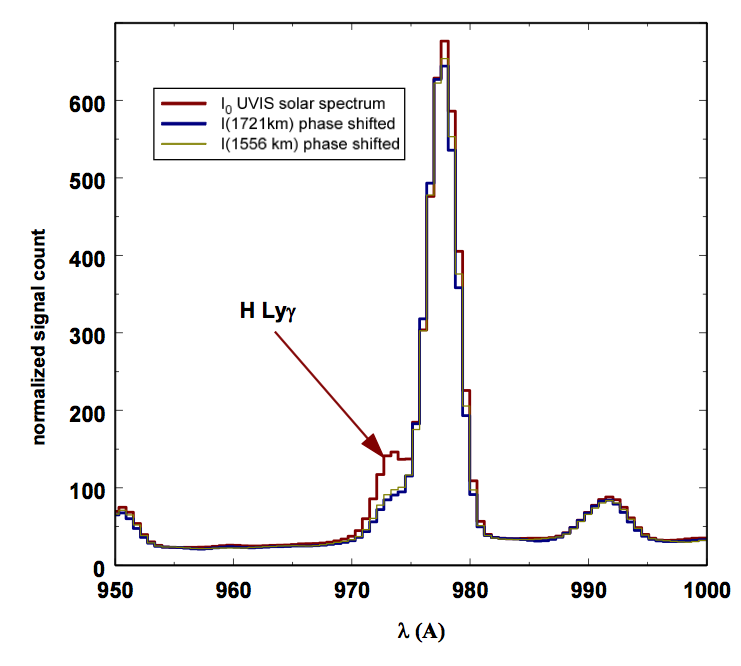 I0 UVIS solar spectrum
I(1721km) phase shifted
I(1556 km) phase shifted
H Lyγ
normalized signal count
600
500
400
300
200
100
0
950
960
970
980
990
1000
λ (A)